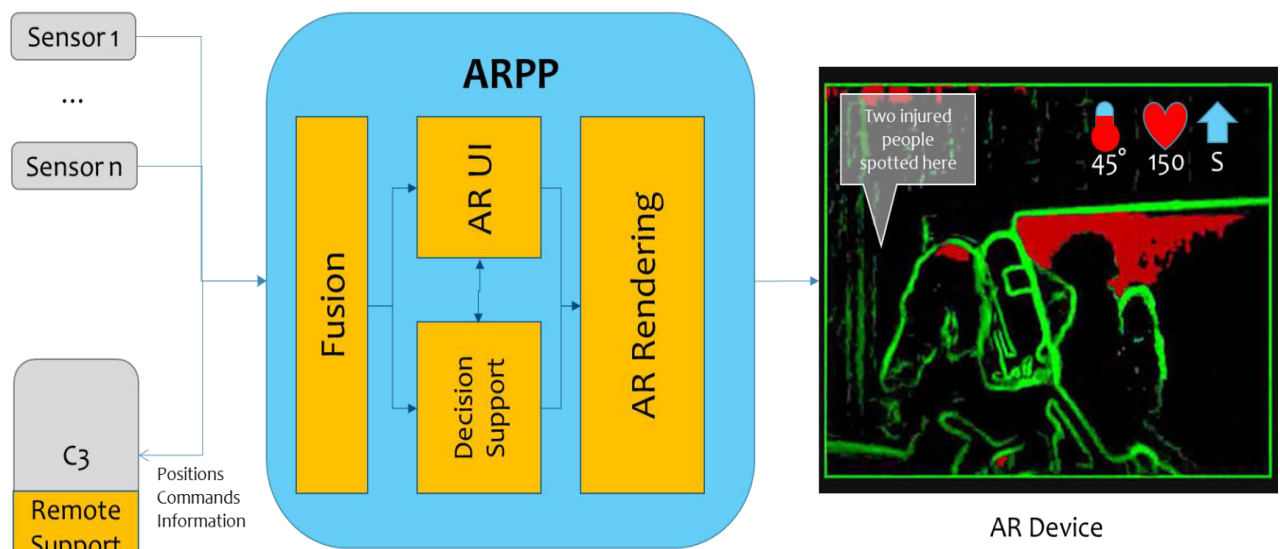 Sensor 1
...
Sensor n
C3
Remote
Support
Positions
Commands
Information
ARPP
Fusion
AR UI
Decision
Support
AR Rendering
Two injured
people
spotted here
45°
150
S
AR Device